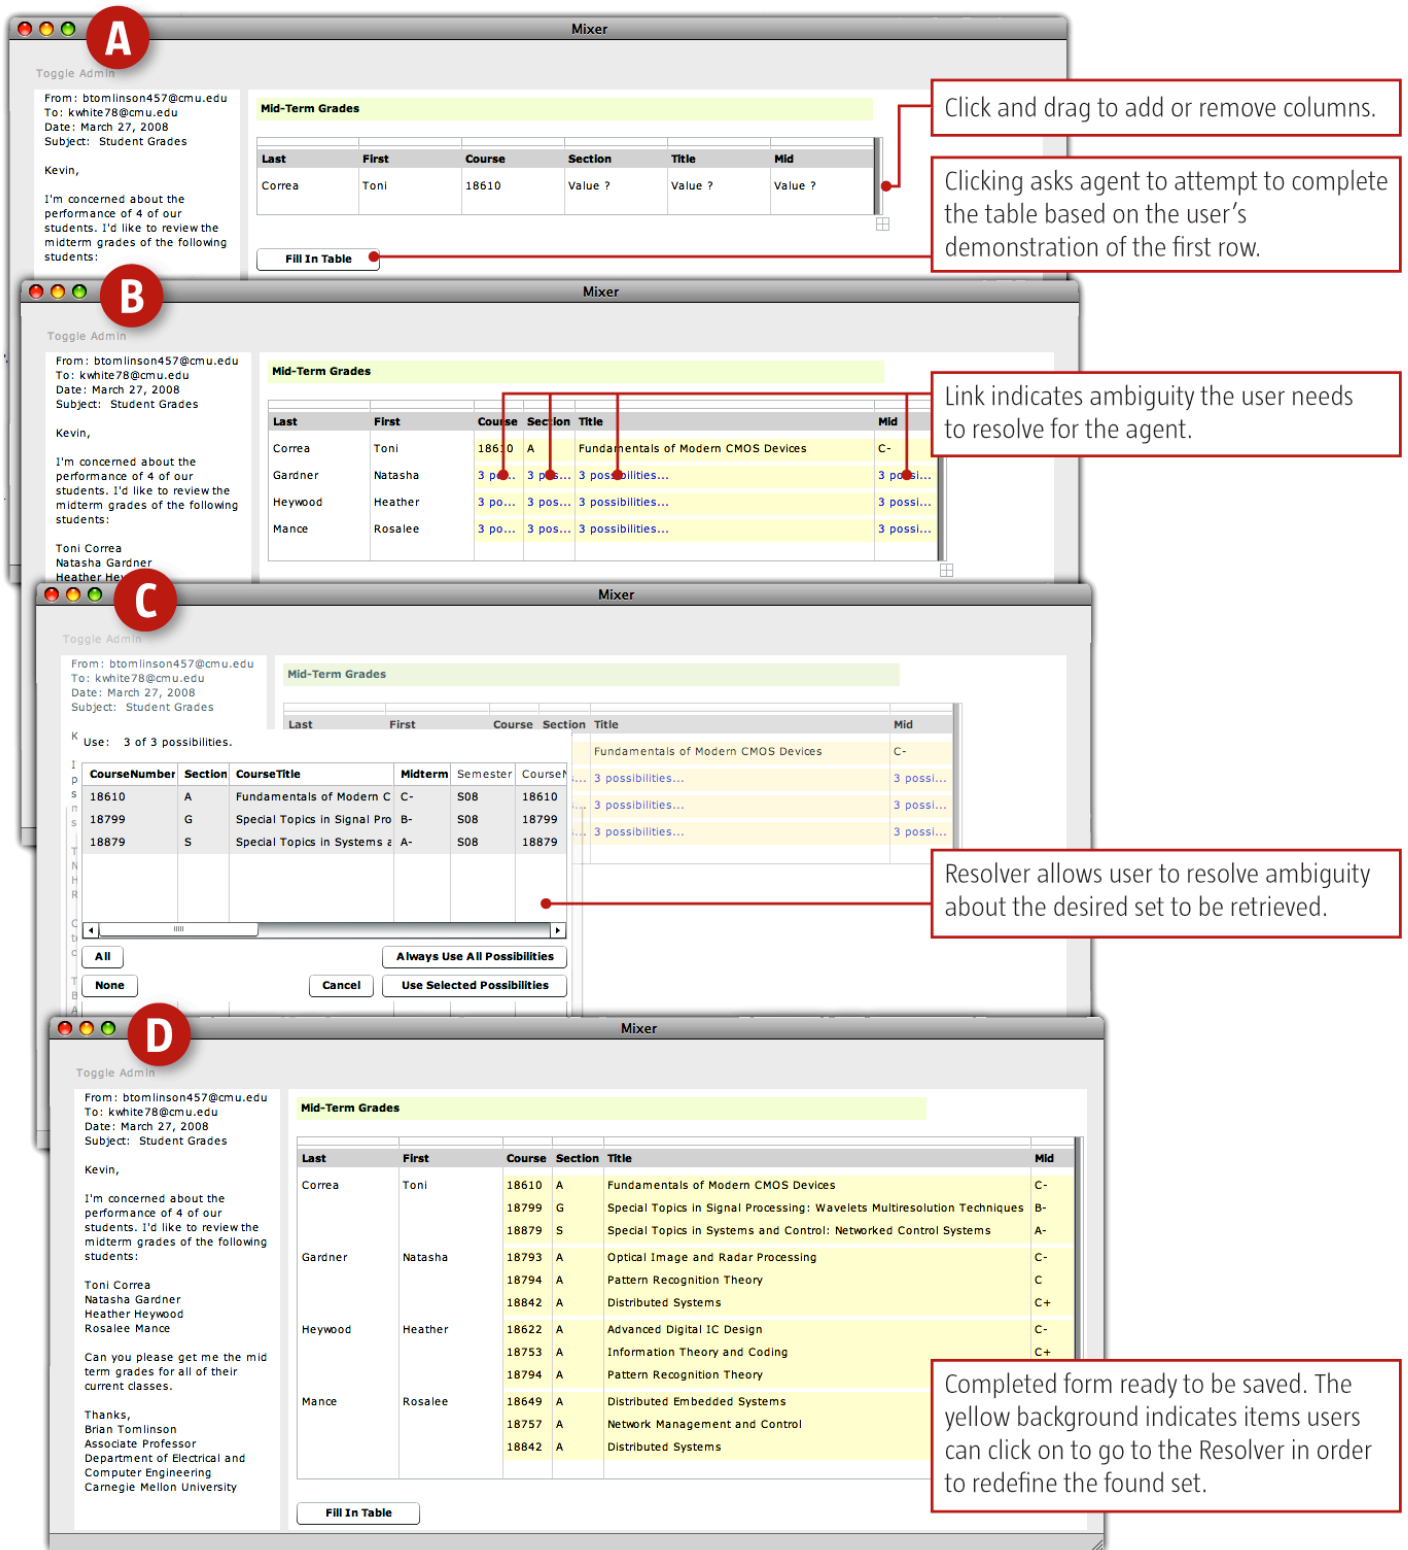 A
Mixer
Toggle Admin
From: btomlinson457@cmu.edu
To: kwhite78@cmu.edu
Date: March 27, 2008
Subject: Student Grades
Kevin,
I'm concerned about the
performance of 4 of our
students. I'd like to review the
midterm grades of the following
students:
Mid-Term Grades
Last First Course Section Title Mid
Correa Toni 18610 Value ? Value ? Value ?
Fill In Table
Click and drag to add or remove columns.
Clicking asks agent to attempt to complete
the table based on the user's
demonstration of the first row.
B
Mixer
Toggle Admin
From: btomlinson457@cmu.edu
To: kwhite78@cmu.edu
Date: March 27, 2008
Subject: Student Grades
Kevin,
I'm concerned about the
performance of 4 of our
students. I'd like to review the
midterm grades of the following
students:
Toni Correa
Natasha Gardner
Heather Hey
Mid-Term Grades
Last First Course Section Title Mid
Correa Toni 18610 A Fundamentals of Modern CMOS Devices C-
Gardner Natasha 3 po... 3 pos... 3 possibilities... 3 possi...
Heywood Heather 3 po... 3 pos... 3 possibilities... 3 possi...
Mance Rosalee 3 po... 3 pos... 3 possibilities... 3 possi...
Link indicates ambiguity the user needs
to resolve for the agent.
C
Mixer
Toggle Admin
From: btomlinson457@cmu.edu
To: kwhite78@cmu.edu
Date: March 27, 2008
Subject: Student Grades
Mid-Term Grades
Last First Course Section Title Mid
Fundamentals of Modern CMOS Devices C-
3 possibilities... 3 possi...
3 possibilities... 3 possi...
3 possibilities... 3 possi...
Use: 3 of 3 possibilities.
CourseNumber Section CourseTitle Midterm Semester CourseN
18610 A Fundamentals of Modern C C- S08 18610
18799 G Special Topics in Signal Pro B- S08 18799
18879 S Special Topics in Systems a A- S08 18879
All Always Use All Possibilities
None Cancel Use Selected Possibilities
Resolver allows user to resolve ambiguity
about the desired set to be retrieved.
D
Mixer
Toggle Admin
From: btomlinson457@cmu.edu
To: kwhite78@cmu.edu
Date: March 27, 2008
Subject: Student Grades
Kevin,
I'm concerned about the
performance of 4 of our
students. I'd like to review the
midterm grades of the following
students:
Toni Correa
Natasha Gardner
Heather Heywood
Rosalee Mance
Can you please get me the mid
term grades for all of their
current classes.
Thanks,
Brian Tomlinson
Associate Professor
Department of Electrical and
Computer Engineering
Carnegie Mellon University
Mid-Term Grades
Last First Course Section Title Mid
Correa Toni 18610 A Fundamentals of Modern CMOS Devices C-
18799 G Special Topics in Signal Processing: Wavelets Multiresolution Techniques B-
18879 S Special Topics in Systems and Control: Networked Control Systems A-
Gardner Natasha 18793 A Optical Image and Radar Processing C-
18794 A Pattern Recognition Theory C
18842 A Distributed Systems C+
Heywood Heather 18622 A Advanced Digital IC Design C-
18753 A Information Theory and Coding C+
18794 A Pattern Recognition Theory
Mance Rosalee 18649 A Distributed Embedded Systems
18757 A Network Management and Control
18842 A Distributed Systems
Fill In Table
Completed form ready to be saved. The
yellow background indicates items users
can click on to go to the Resolver in order
to redefine the found set.